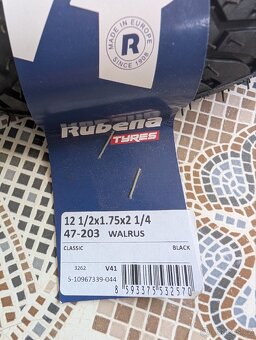 MADE IN EUROPE
R
SINCE 1908
Rubena
TYRES
12 1/2x1.75x2 1/4
47-203 WALRUS
CLASSIC BLACK
3262 V41
S-10967339-044
8 593375 532570